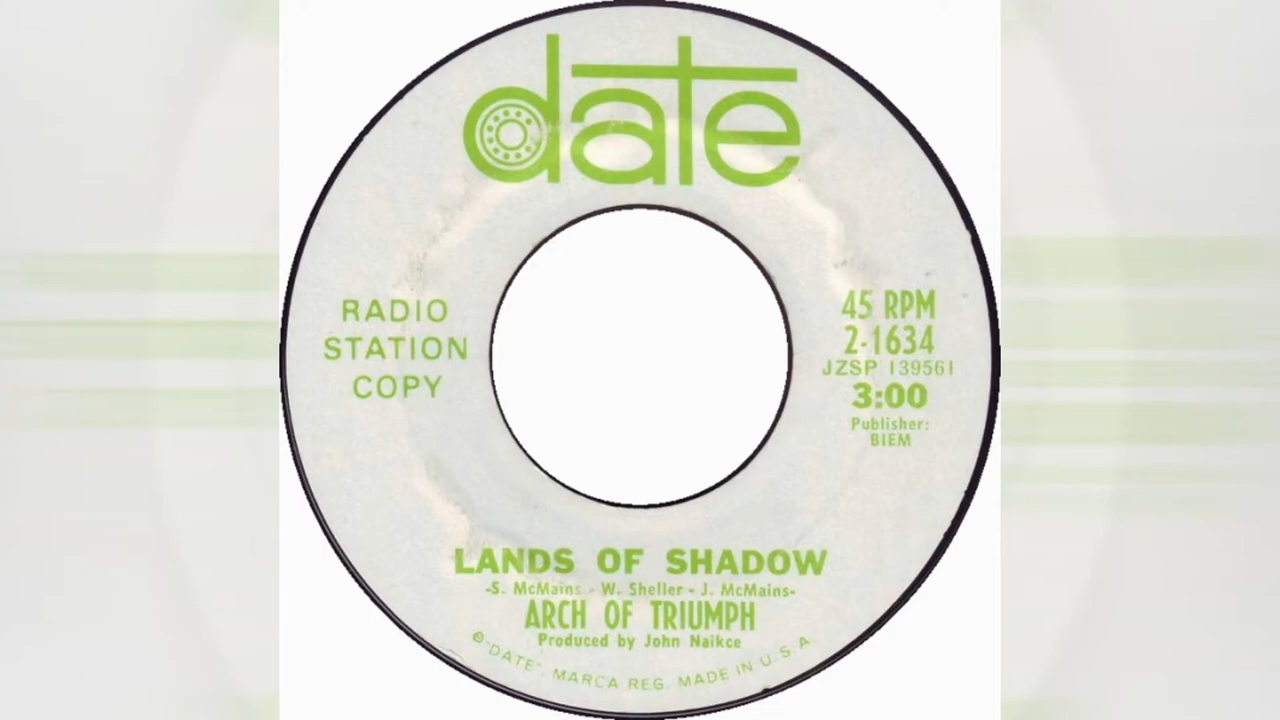 date
RADIO
STATION
COPY
45 RPM
2-1634
JZSP 139561
3:00
Publisher:
BIEM
LANDS OF SHADOW
-S. McMains - W. Sheller - J. McMains-
ARCH OF TRIUMPH
Produced by John Naikce
℗"DATE", MARCA REG. MADE IN U.S.A.